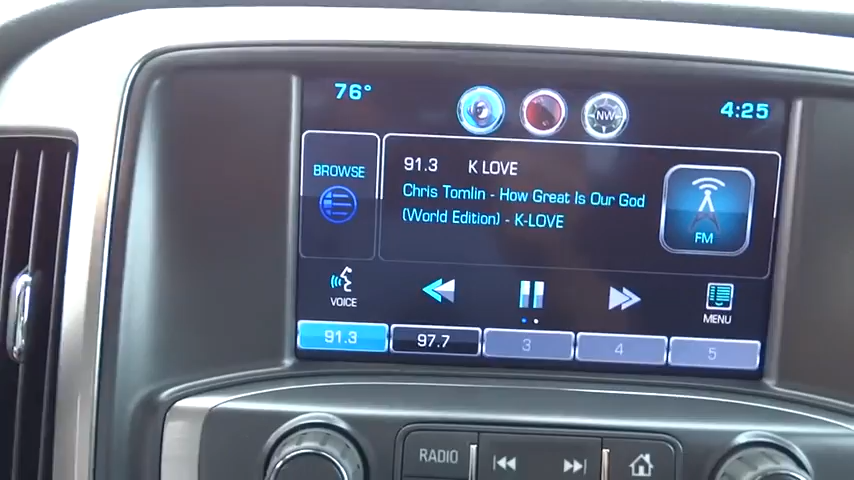 76°
NW
4:25
BROWSE
91.3 K LOVE
Chris Tomlin - How Great Is Our God
(World Edition) - K-LOVE
FM
VOICE
MENU
91.3
97.7
3
4
5
RADIO